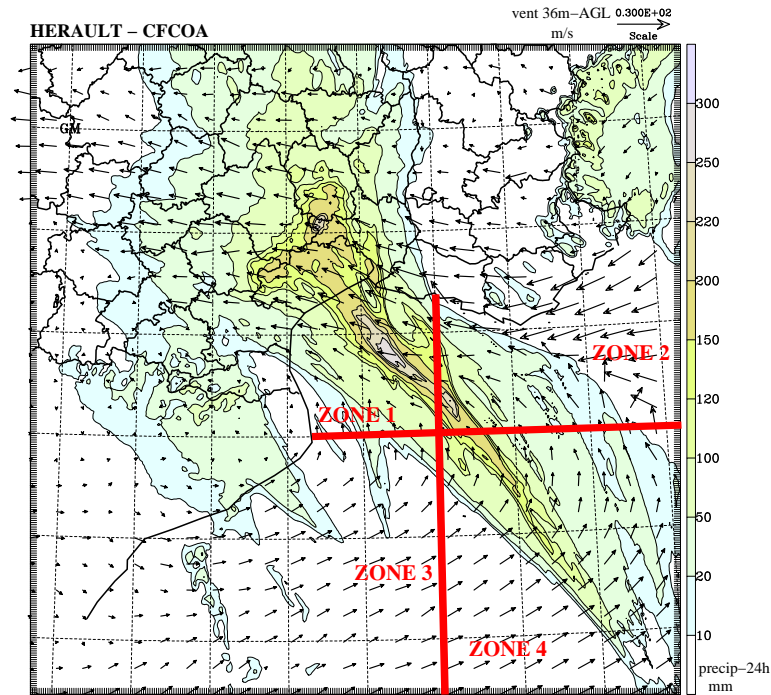 vent 36m−AGL 0.300E+02
m/s Scale
HERAULT − CFCOA
GM
300
250
220
200
ZONE 2
150
120
ZONE 1
100
50
ZONE 3
20
10
ZONE 4
precip−24h
mm